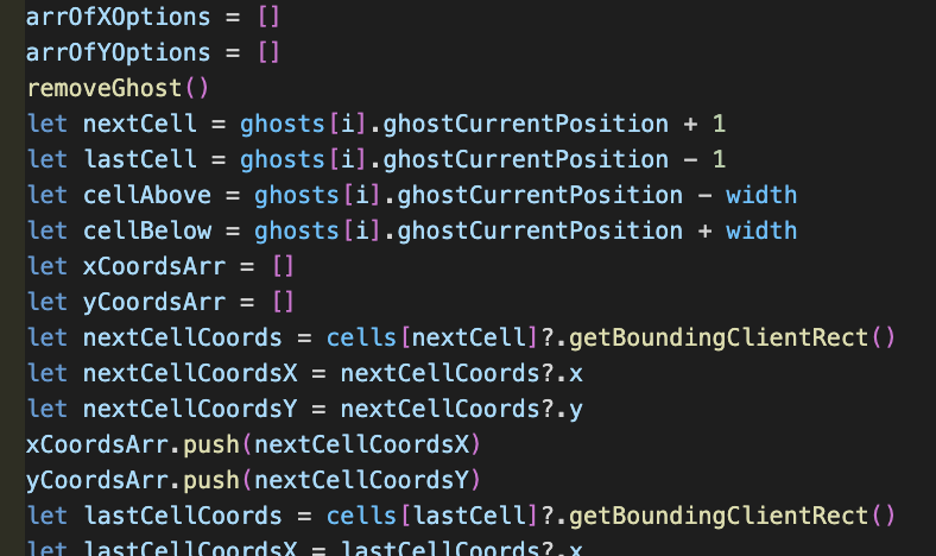 arrOfXOptions = []
arrOfYOptions = []
removeGhost()
let nextCell = ghosts[i].ghostCurrentPosition + 1
let lastCell = ghosts[i].ghostCurrentPosition - 1
let cellAbove = ghosts[i].ghostCurrentPosition - width
let cellBelow = ghosts[i].ghostCurrentPosition + width
let xCoordsArr = []
let yCoordsArr = []
let nextCellCoords = cells[nextCell]?.getBoundingClientRect()
let nextCellCoordsX = nextCellCoords?.x
let nextCellCoordsY = nextCellCoords?.y
xCoordsArr.push(nextCellCoordsX)
yCoordsArr.push(nextCellCoordsY)
let lastCellCoords = cells[lastCell]?.getBoundingClientRect()
let lastCellCoordsX = lastCellCoords?.x